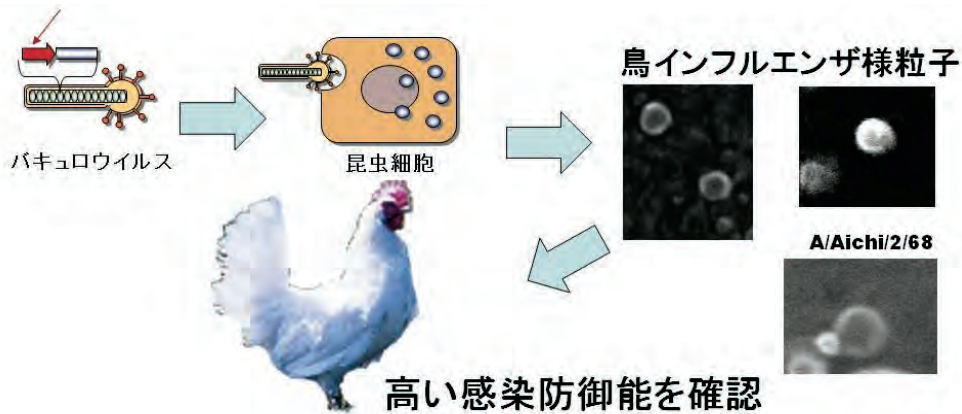 鳥インフルエンザ様粒子
バキュロウイルス
昆虫細胞
A/Aichi/2/68
高い感染防御能を確認